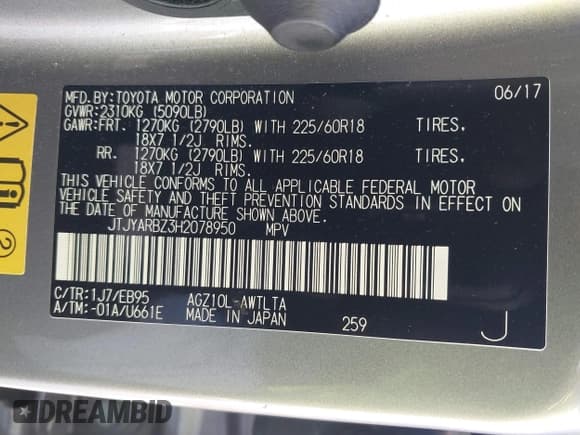 MFD.BY:TOYOTA MOTOR CORPORATION 06/17
GVWR:2310KG (5090LB)
GAWR:FRT. 1270KG (2790LB) WITH 225/60R18 TIRES,
18X7 1/2J RIMS.
RR. 1270KG (2790LB) WITH 225/60R18 TIRES,
18X7 1/2J RIMS.
THIS VEHICLE CONFORMS TO ALL APPLICABLE FEDERAL MOTOR
VEHICLE SAFETY AND THEFT PREVENTION STANDARDS IN EFFECT ON
THE DATE OF MANUFACTURE SHOWN ABOVE.
JTJYARBZ3H2078950 MPV
C/TR:1J7/EB95 AGZ10L-AWTLTA
A/TM:-01A/U661E MADE IN JAPAN 259 J
2
DREAMBID